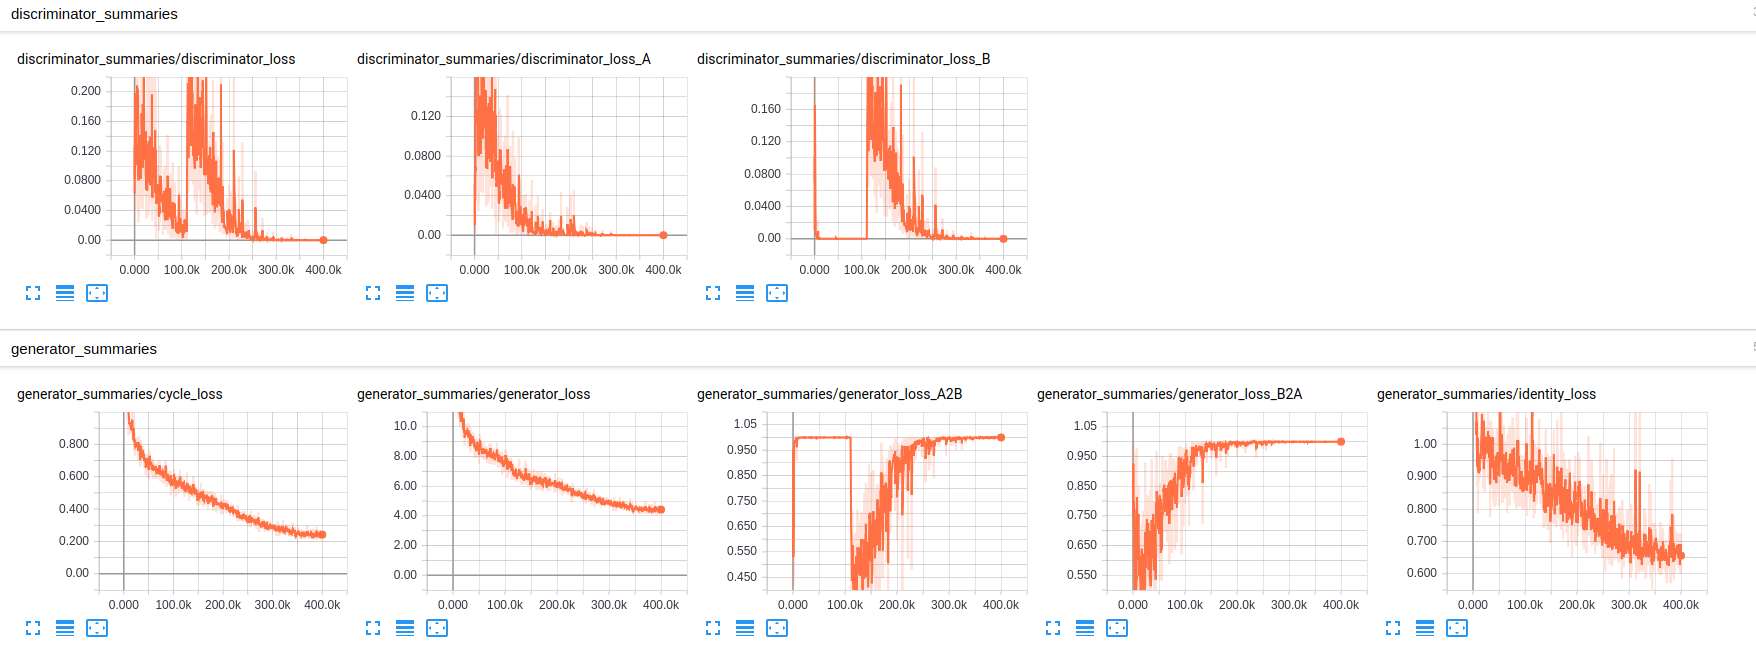 discriminator_summaries
discriminator_summaries/discriminator_loss
0.200
0.160
0.120
0.0800
0.0400
0.00
0.000 100.0k 200.0k 300.0k 400.0k
discriminator_summaries/discriminator_loss_A
0.120
0.0800
0.0400
0.00
0.000 100.0k 200.0k 300.0k 400.0k
discriminator_summaries/discriminator_loss_B
0.160
0.120
0.0800
0.0400
0.00
0.000 100.0k 200.0k 300.0k 400.0k
generator_summaries
generator_summaries/cycle_loss
0.800
0.600
0.400
0.200
0.00
0.000 100.0k 200.0k 300.0k 400.0k
generator_summaries/generator_loss
10.0
8.00
6.00
4.00
2.00
0.00
0.000 100.0k 200.0k 300.0k 400.0k
generator_summaries/generator_loss_A2B
1.05
0.950
0.850
0.750
0.650
0.550
0.450
0.000 100.0k 200.0k 300.0k 400.0k
generator_summaries/generator_loss_B2A
1.05
0.950
0.850
0.750
0.650
0.550
0.000 100.0k 200.0k 300.0k 400.0k
generator_summaries/identity_loss
1.00
0.900
0.800
0.700
0.600
0.000 100.0k 200.0k 300.0k 400.0k